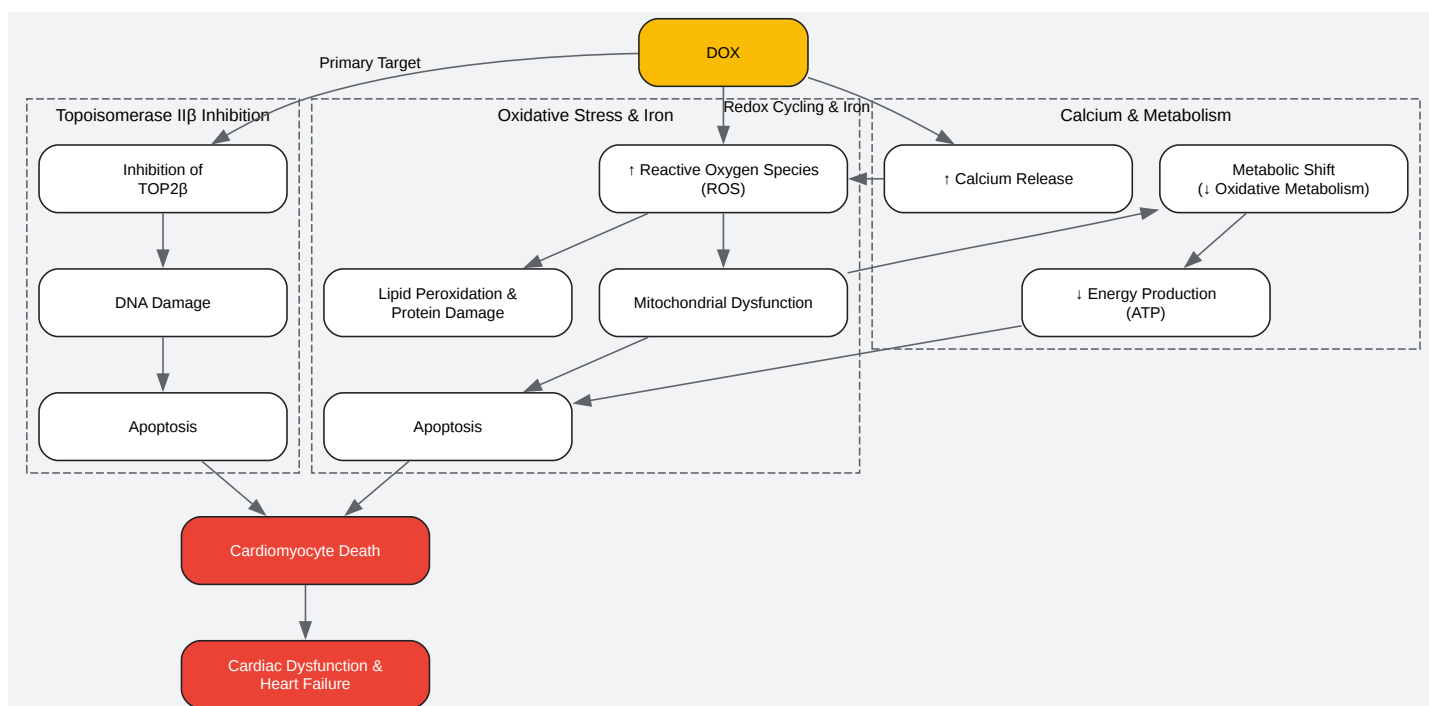 DOX
Primary Target
Redox Cycling & Iron
Topoisomerase IIβ Inhibition
Oxidative Stress & Iron
Calcium & Metabolism
Inhibition of
TOP2β
↑ Reactive Oxygen Species
(ROS)
↑ Calcium Release
Metabolic Shift
(↓ Oxidative Metabolism)
DNA Damage
Lipid Peroxidation &
Protein Damage
Mitochondrial Dysfunction
↓ Energy Production
(ATP)
Apoptosis
Apoptosis
Cardiomyocyte Death
Cardiac Dysfunction &
Heart Failure